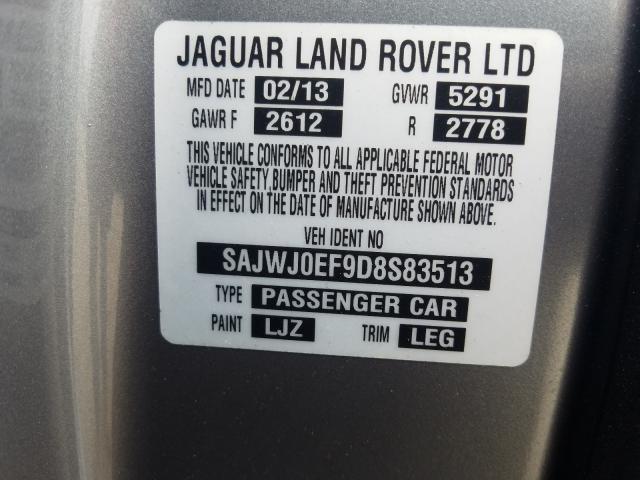 JAGUAR LAND ROVER LTD
MFD DATE 02/13 GVWR 5291
GAWR F 2612 R 2778
THIS VEHICLE CONFORMS TO ALL APPLICABLE FEDERAL MOTOR
VEHICLE SAFETY,BUMPER AND THEFT PREVENTION STANDARDS
IN EFFECT ON THE DATE OF MANUFACTURE SHOWN ABOVE.
VEH IDENT NO
SAJWJ0EF9D8S83513
TYPE PASSENGER CAR
PAINT LJZ TRIM LEG